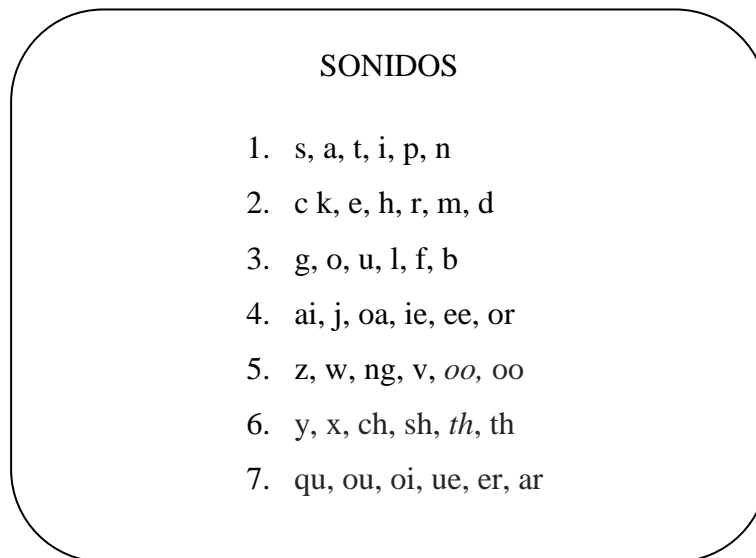 SONIDOS
1. s, a, t, i, p, n
2. c k, e, h, r, m, d
3. g, o, u, l, f, b
4. ai, j, oa, ie, ee, or
5. z, w, ng, v, oo, oo
6. y, x, ch, sh, th, th
7. qu, ou, oi, ue, er, ar